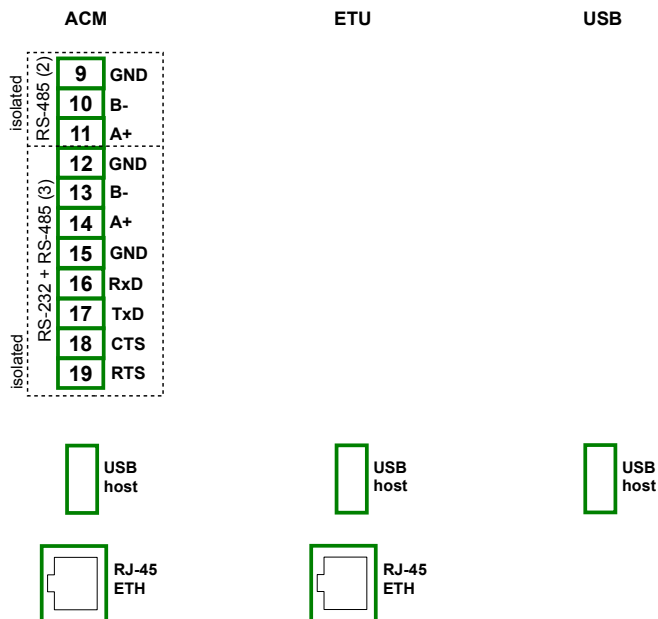 ACM
ETU
USB
isolated
RS-485 (2)
9 GND
10 B-
11 A+
isolated
RS-232 + RS-485 (3)
12 GND
13 B-
14 A+
15 GND
16 RxD
17 TxD
18 CTS
19 RTS
USB
host
USB
host
USB
host
RJ-45
ETH
RJ-45
ETH